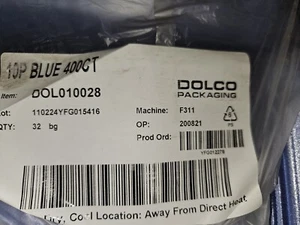 10P BLUE 400CT
Item: DOL010028
DOLCO
PACKAGING
Lot: 110224YFG015416
Machine: F311
QTY: 32 bg
OP: 200821
Prod Ord:
Cool Location: Away From Direct Heat